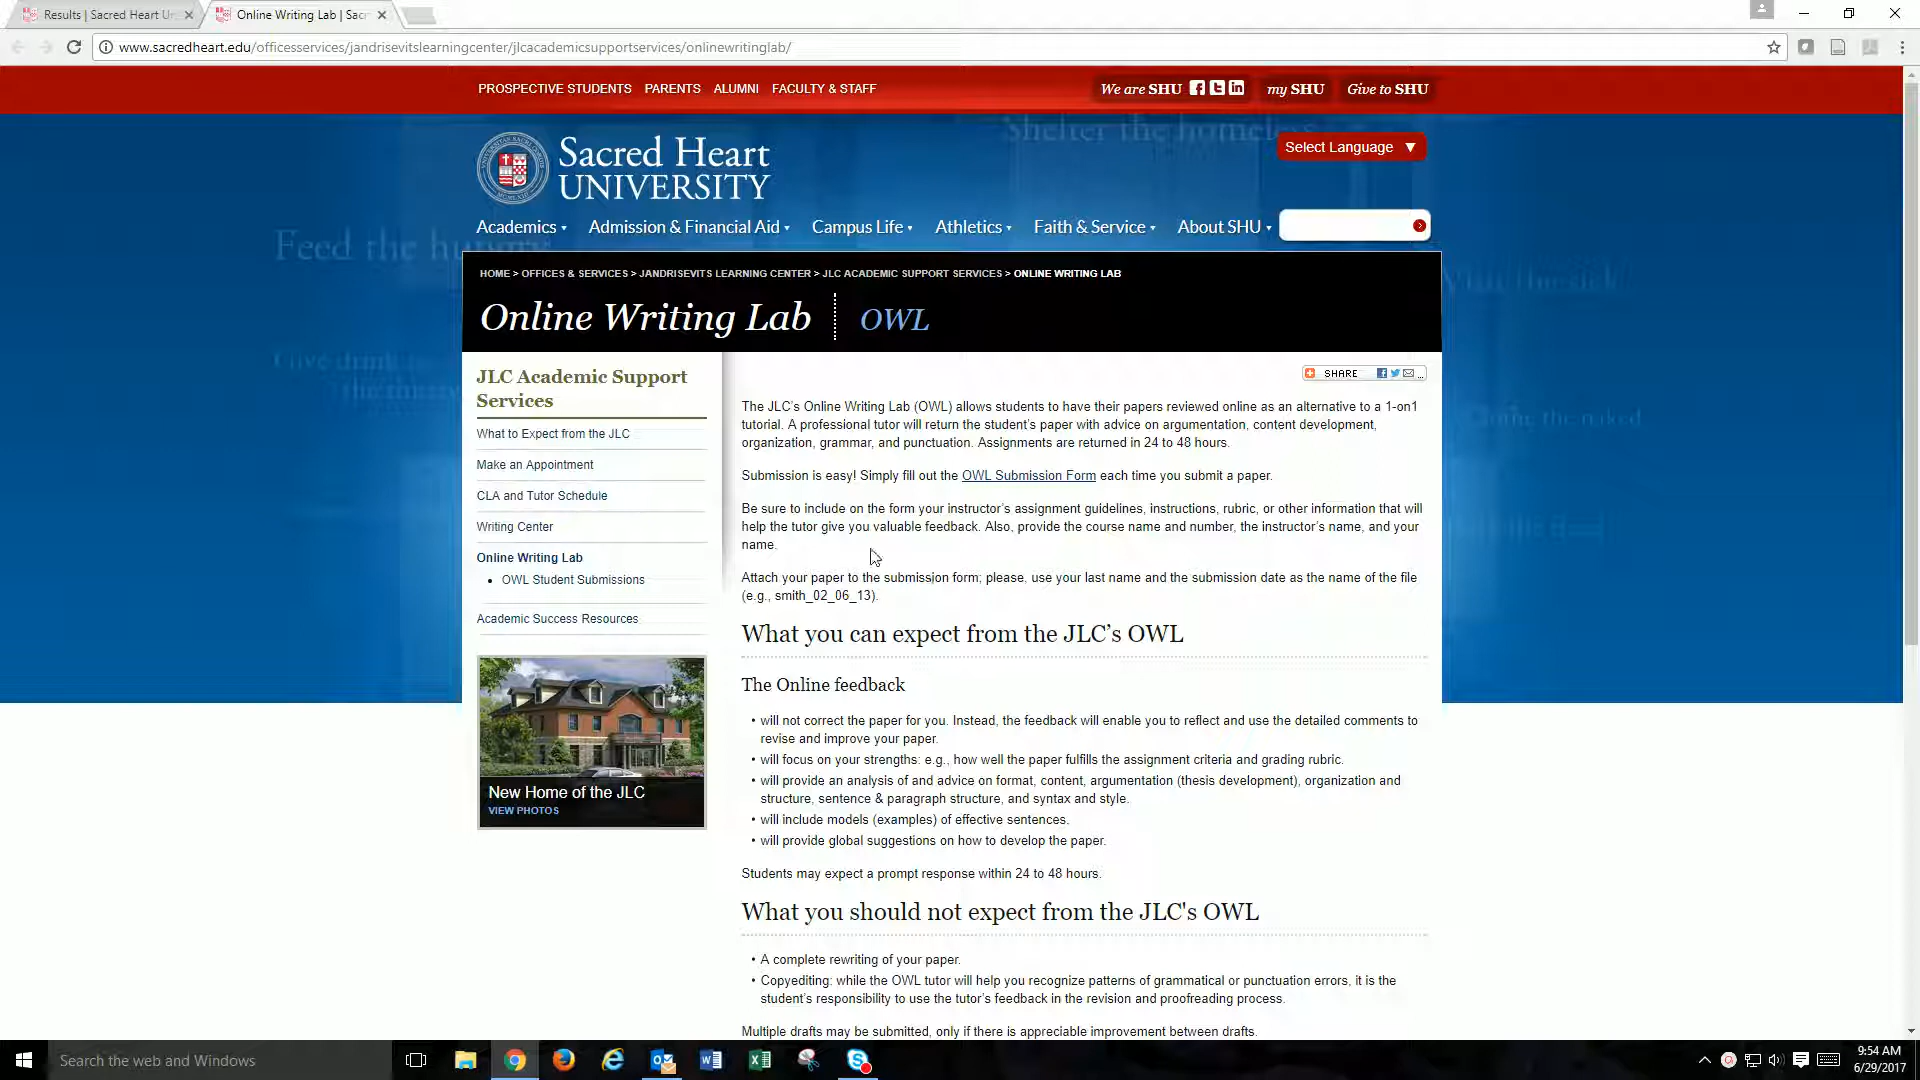 Results | Sacred Heart Un
Online Writing Lab | Sacr
www.sacredheart.edu/officesservices/jandrisevitslearningcenter/jlcacademicsupportservices/onlinewritinglab/
PROSPECTIVE STUDENTS PARENTS ALUMNI FACULTY & STAFF
We are SHU my SHU Give to SHU
Shelter the homeless
Select Language ▼
Sacred Heart
UNIVERSITY
Academics Admission & Financial Aid Campus Life Athletics Faith & Service About SHU
Feed the hungry
Visit the sick
HOME > OFFICES & SERVICES > JANDRISEVITS LEARNING CENTER > JLC ACADEMIC SUPPORT SERVICES > ONLINE WRITING LAB
Online Writing Lab OWL
Give drink to
the thirsty
JLC Academic Support
Services
What to Expect from the JLC
Make an Appointment
CLA and Tutor Schedule
Writing Center
Online Writing Lab
• OWL Student Submissions
Academic Success Resources
New Home of the JLC
VIEW PHOTOS
SHARE ...
The JLC's Online Writing Lab (OWL) allows students to have their papers reviewed online as an alternative to a 1-on1
tutorial. A professional tutor will return the student's paper with advice on argumentation, content development,
organization, grammar, and punctuation. Assignments are returned in 24 to 48 hours.
Submission is easy! Simply fill out the OWL Submission Form each time you submit a paper.
Be sure to include on the form your instructor's assignment guidelines, instructions, rubric, or other information that will
help the tutor give you valuable feedback. Also, provide the course name and number, the instructor's name, and your
name.
Attach your paper to the submission form; please, use your last name and the submission date as the name of the file
(e.g., smith_02_06_13).
What you can expect from the JLC's OWL
The Online feedback
• will not correct the paper for you. Instead, the feedback will enable you to reflect and use the detailed comments to
revise and improve your paper.
• will focus on your strengths: e.g., how well the paper fulfills the assignment criteria and grading rubric.
• will provide an analysis of and advice on format, content, argumentation (thesis development), organization and
structure, sentence & paragraph structure, and syntax and style.
• will include models (examples) of effective sentences.
• will provide global suggestions on how to develop the paper.
Students may expect a prompt response within 24 to 48 hours.
What you should not expect from the JLC's OWL
• A complete rewriting of your paper.
• Copyediting: while the OWL tutor will help you recognize patterns of grammatical or punctuation errors, it is the
student's responsibility to use the tutor's feedback in the revision and proofreading process.
Multiple drafts may be submitted, only if there is appreciable improvement between drafts.
the naked
Search the web and Windows
9:54 AM
6/29/2017